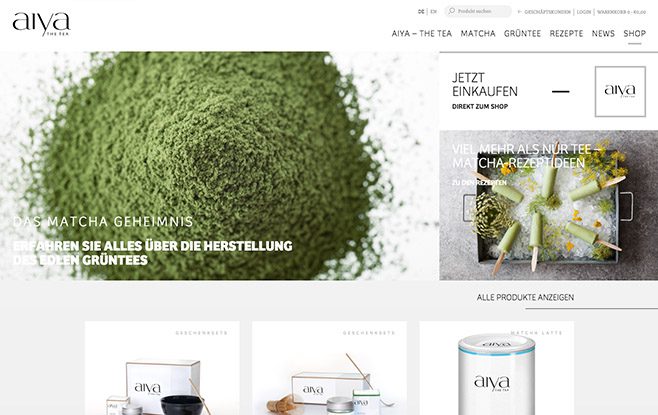 aiya
THE TEA
DE | EN
Produkt suchen
GESCHÄFTSKUNDEN | LOGIN | WARENKORB 0 - €0,00
AIYA – THE TEA MATCHA GRÜNTEE REZEPTE NEWS SHOP
JETZT
EINKAUFEN
DIREKT ZUM SHOP
aiya
THE TEA
VIEL MEHR ALS NUR TEE –
MATCHA-REZEPTIDEEN
ZU DEN REZEPTEN
DAS MATCHA GEHEIMNIS
ERFAHREN SIE ALLES ÜBER DIE HERSTELLUNG
DES EDLEN GRÜNTEES
ALLE PRODUKTE ANZEIGEN
GESCHENKSETS
GESCHENKSETS
MATCHA LATTE
aiya
aiya
aiya
THE TEA